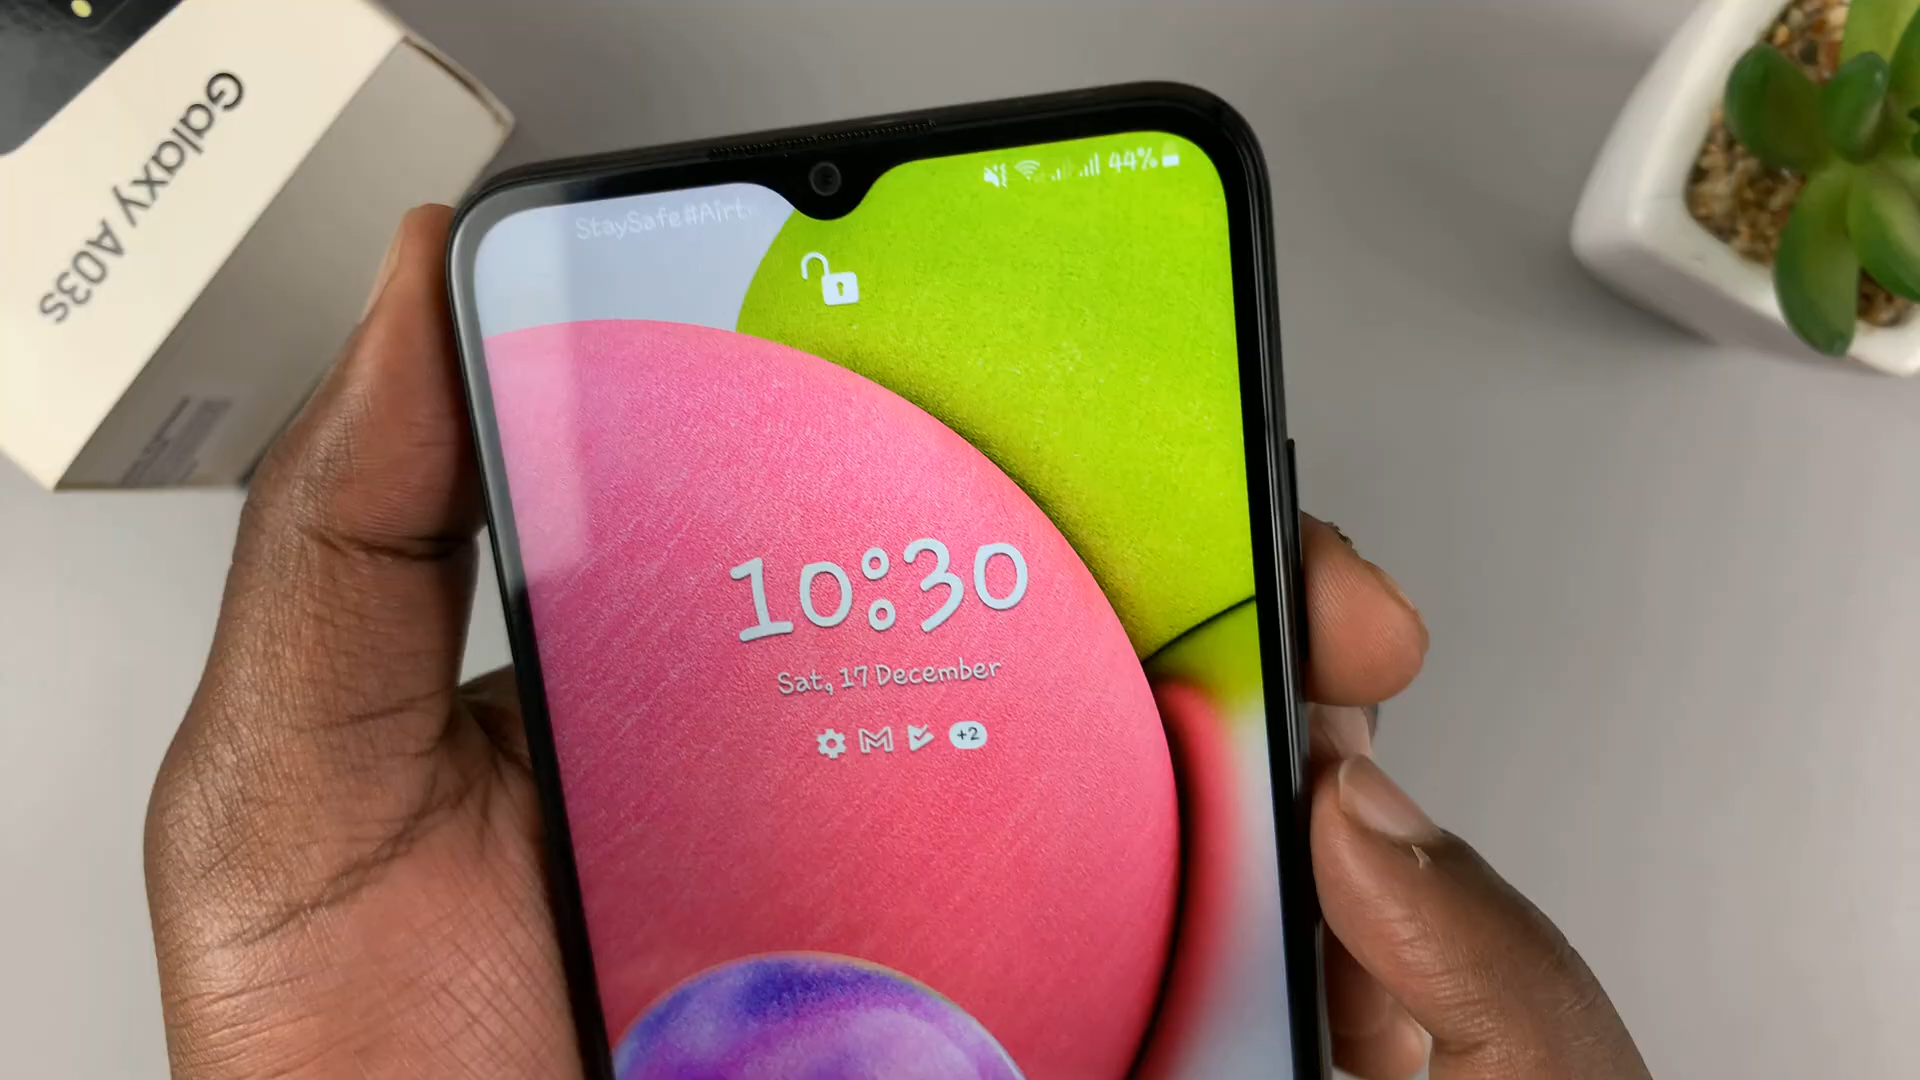 Galaxy A03s
StaySafe#Airt
44%
10:30
Sat, 17 December
+2